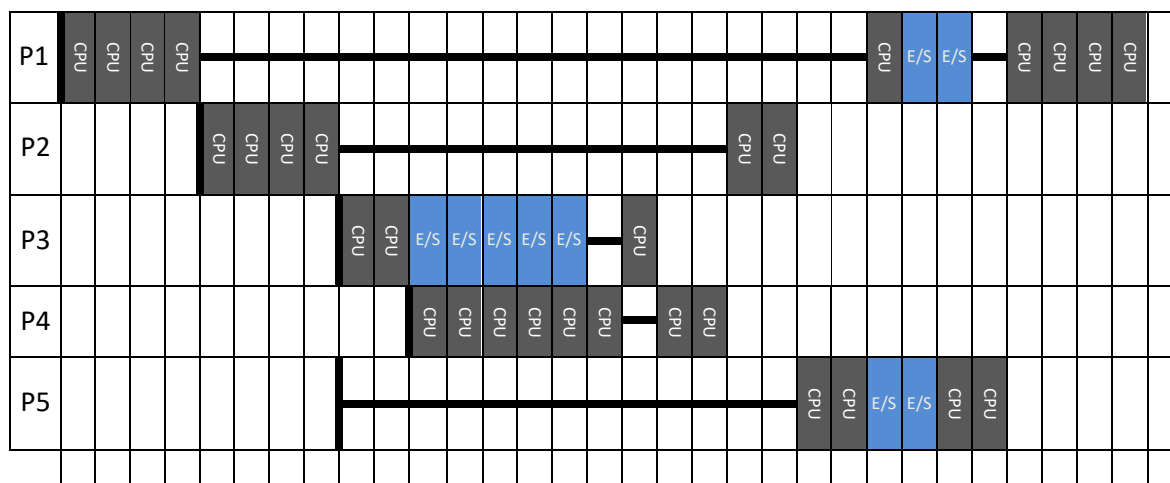 P1 CPU CPU CPU CPU CPU E/S E/S CPU CPU CPU CPU
P2 CPU CPU CPU CPU CPU CPU
P3 CPU CPU E/S E/S E/S E/S E/S CPU
P4 CPU CPU CPU CPU CPU CPU CPU CPU
P5 CPU CPU E/S E/S CPU CPU